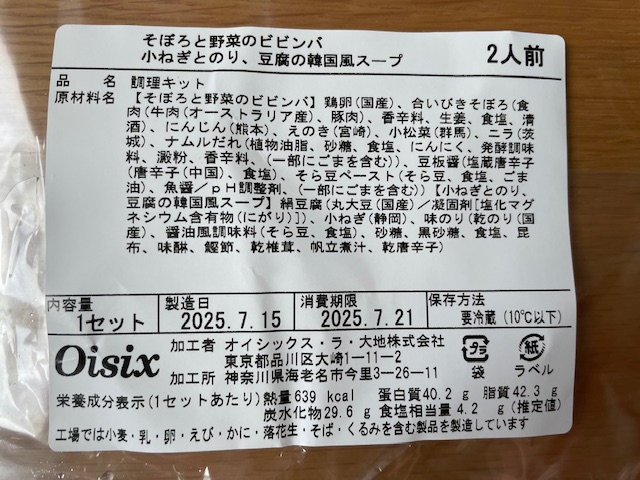 そぼろと野菜のビビンバ
小ねぎとのり、豆腐の韓国風スープ
2人前
品 名 調理キット
原材料名 【そぼろと野菜のビビンバ】鶏卵(国産)、合いびきそぼろ(食
肉(牛肉(オーストラリア産)、豚肉)、香辛料、生姜、食塩、清
酒)、にんじん(熊本)、えのき(宮崎)、小松菜(群馬)、ニラ(茨
城)、ナムルだれ(植物油脂、砂糖、食塩、にんにく、発酵調味
料、澱粉、香辛料、(一部にごまを含む))、豆板醤(塩蔵唐辛子
(唐辛子(中国)、食塩)、そら豆ペースト(そら豆、食塩、ごま
油)、魚醤/pH調整剤、(一部にごまを含む))【小ねぎとのり、
豆腐の韓国風スープ】絹豆腐(丸大豆(国産)/凝固剤[塩化マグ
ネシウム含有物(にがり)])、小ねぎ(静岡)、味のり(乾のり(国
産)、醤油風調味料(そら豆、食塩)、砂糖、黒砂糖、食塩、昆
布、味醂、鰹節、乾椎茸、帆立煮汁、乾唐辛子)
内容量 製造日 消費期限 保存方法
1セット 2025.7.15 2025.7.21 要冷蔵(10℃以下)
Oisix
加工者 オイシックス・ラ・大地株式会社
東京都品川区大崎1-11-2
加工所 神奈川県海老名市今里3-26-11
プラ
袋
紙
ラベル
栄養成分表示(1セットあたり)熱量639 kcal 蛋白質40.2 g 脂質42.3 g
炭水化物29.6 g 食塩相当量4.2 g (推定値)
工場では小麦・乳・卵・えび・かに・落花生・そば・くるみを含む製品を製造しています